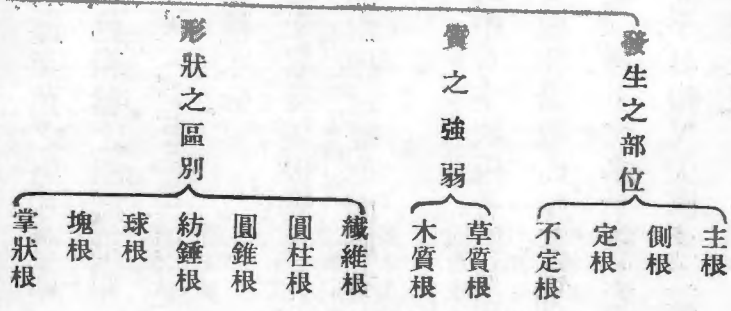 發生之部位
主根
側根
定根
不定根
質之強弱
草質根
木質根
形狀之區別
纖維根
圓柱根
圓錐根
紡錘根
球根
塊根
掌狀根